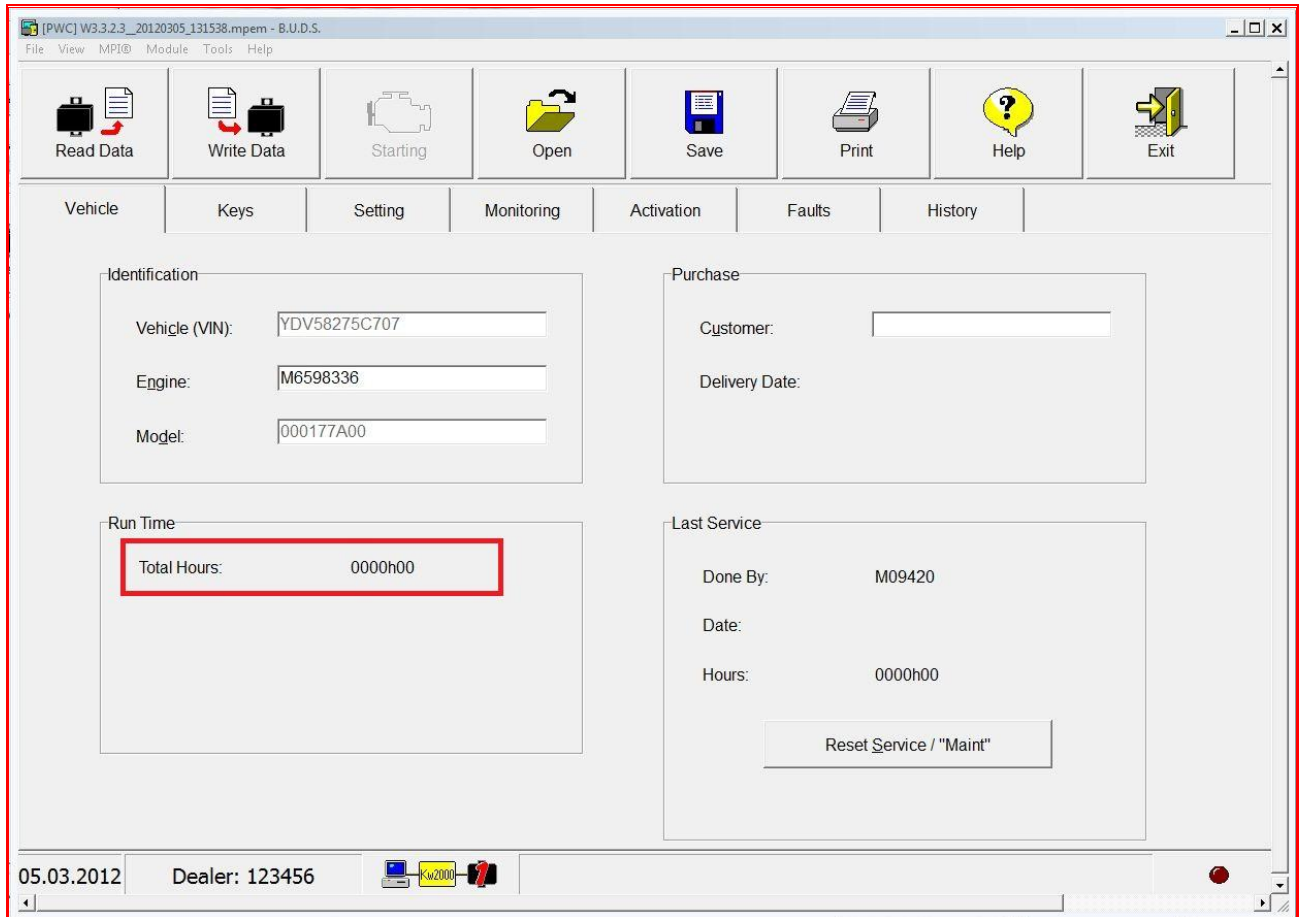 [PWC] W3.3.2.3__20120305_131538.mpem - B.U.D.S.
File View MPI® Module Tools Help
Read Data Write Data Starting Open Save Print Help Exit
Vehicle Keys Setting Monitoring Activation Faults History
Identification
Vehicle (VIN): YDV58275C707
Engine: M6598336
Model: 000177A00
Purchase
Customer:
Delivery Date:
Run Time
Total Hours: 0000h00
Last Service
Done By: M09420
Date:
Hours: 0000h00
Reset Service / "Maint"
05.03.2012 Dealer: 123456 Kw2000